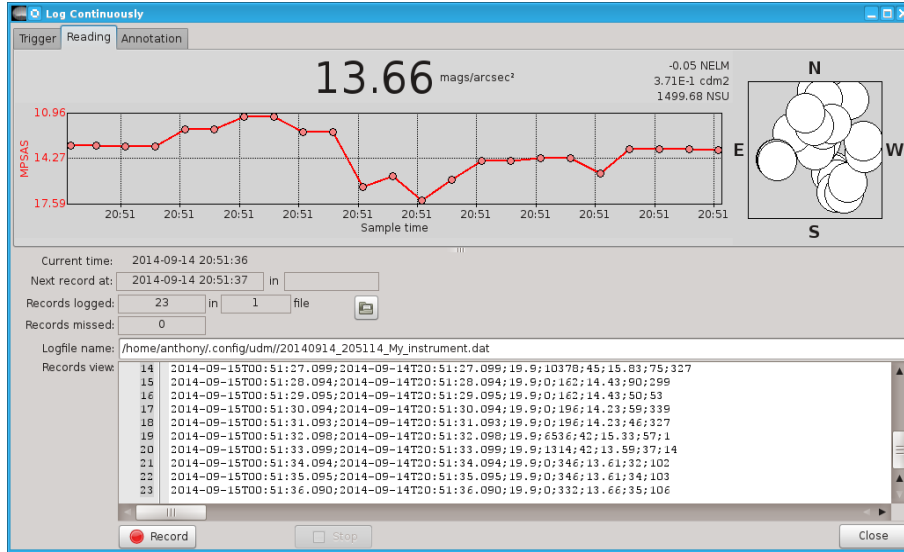 Log Continuously
Trigger Reading Annotation
13.66 mags/arcsec²
-0.05 NELM
3.71E-1 cdm2
1499.68 NSU
N
E W
S
MPSAS
10.96
14.27
17.59
20:51 20:51 20:51 20:51 20:51 20:51 20:51 20:51 20:51 20:51 20:51
Sample time
Current time: 2014-09-14 20:51:36
Next record at: 2014-09-14 20:51:37 in
Records logged: 23 in 1 file
Records missed: 0
Logfile name: /home/anthony/.config/udm//20140914_205114_My_instrument.dat
Records view:
14 2014-09-15T00:51:27.099;2014-09-14T20:51:27.099;19.9;10378;45;15.83;75;327
15 2014-09-15T00:51:28.094;2014-09-14T20:51:28.094;19.9;0;162;14.43;90;299
16 2014-09-15T00:51:29.095;2014-09-14T20:51:29.095;19.9;0;162;14.43;50;53
17 2014-09-15T00:51:30.094;2014-09-14T20:51:30.094;19.9;0;196;14.23;59;339
18 2014-09-15T00:51:31.093;2014-09-14T20:51:31.093;19.9;0;196;14.23;46;327
19 2014-09-15T00:51:32.098;2014-09-14T20:51:32.098;19.9;6536;42;15.33;57;1
20 2014-09-15T00:51:33.099;2014-09-14T20:51:33.099;19.9;1314;42;13.59;37;14
21 2014-09-15T00:51:34.094;2014-09-14T20:51:34.094;19.9;0;346;13.61;32;102
22 2014-09-15T00:51:35.095;2014-09-14T20:51:35.095;19.9;0;346;13.61;34;103
23 2014-09-15T00:51:36.090;2014-09-14T20:51:36.090;19.9;0;332;13.66;35;106
Record Stop Close